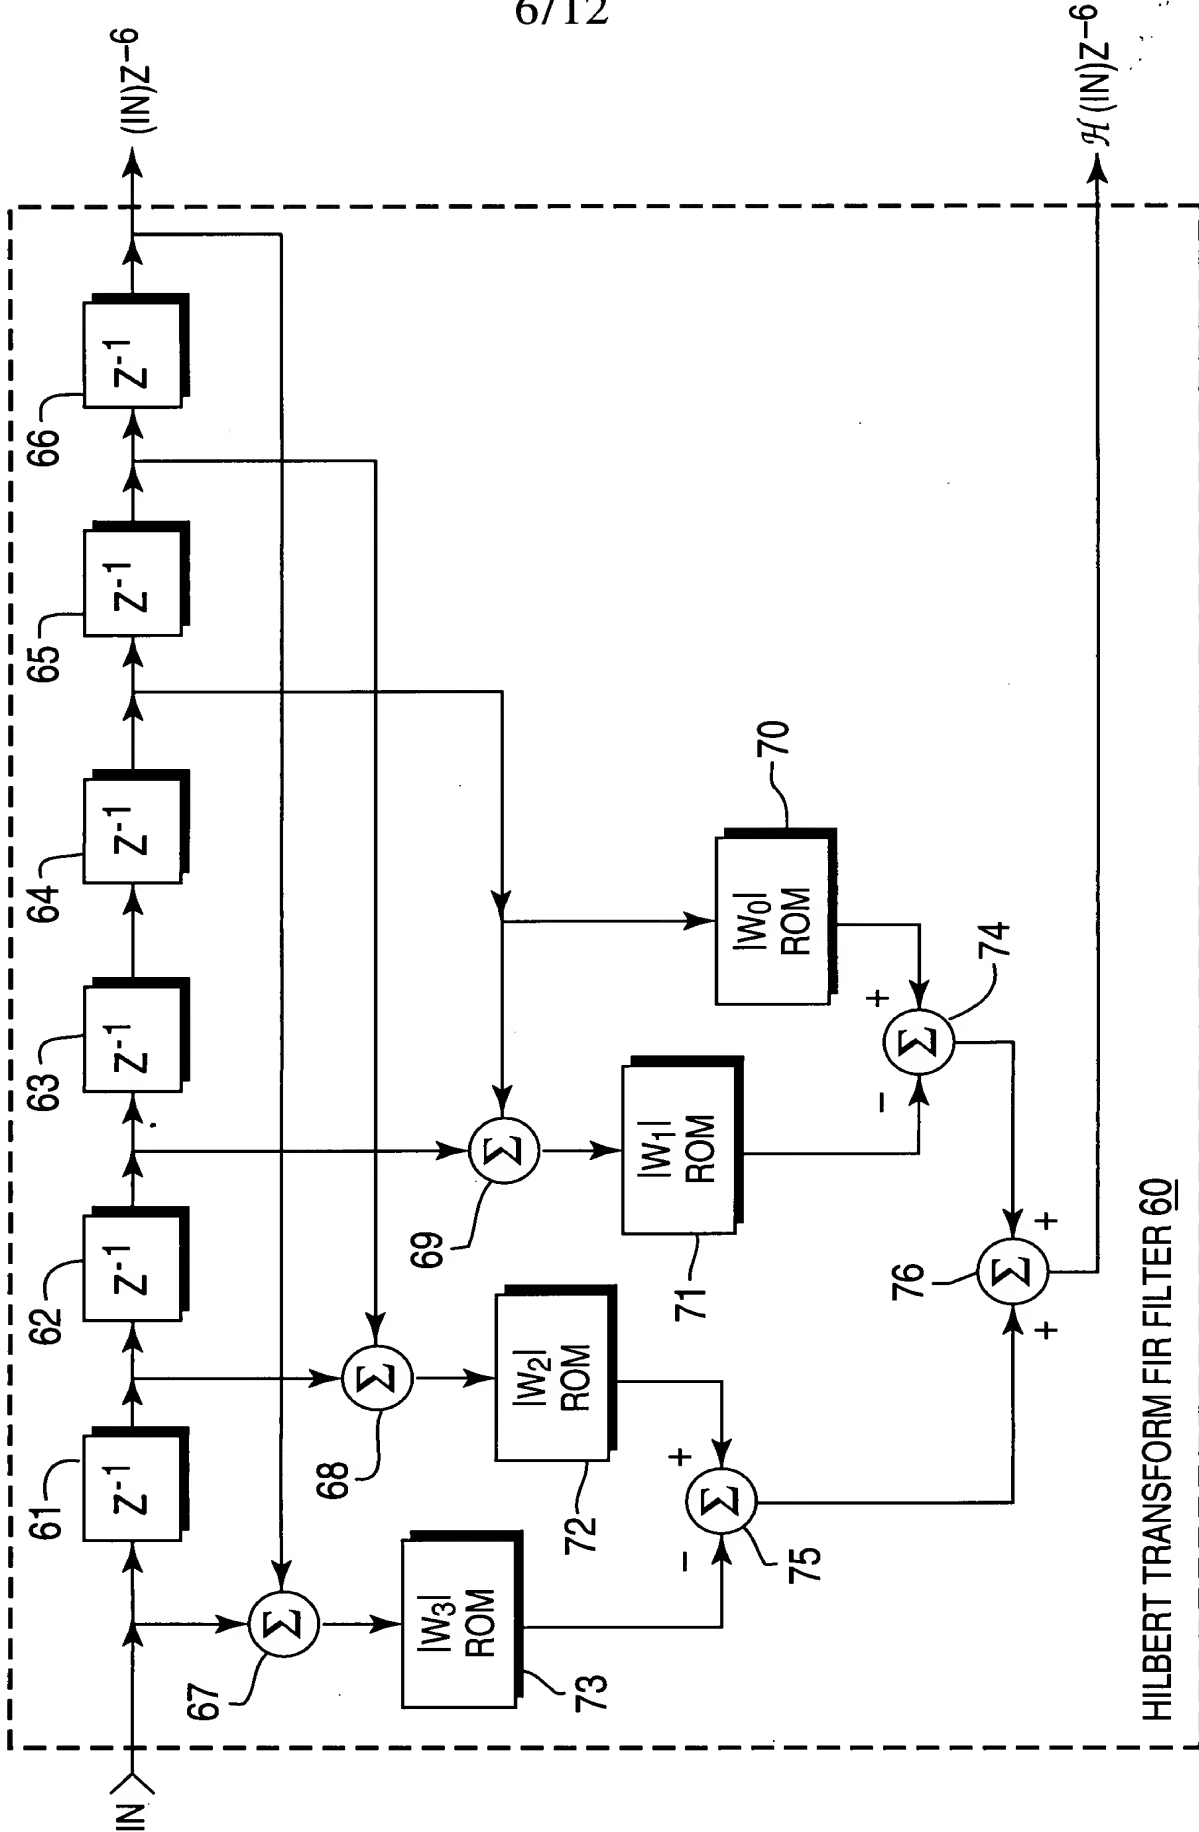 6/12
IN
61
Z-1
62
Z-1
63
Z-1
64
Z-1
65
Z-1
66
Z-1
(IN)Z-6
67
Σ
68
Σ
69
Σ
|W3|
ROM
73
|W2|
ROM
72
|W1|
ROM
71
|W0|
ROM
70
-
+
Σ
75
-
+
Σ
74
+
+
Σ
76
ℋ(IN)Z-6
HILBERT TRANSFORM FIR FILTER 60